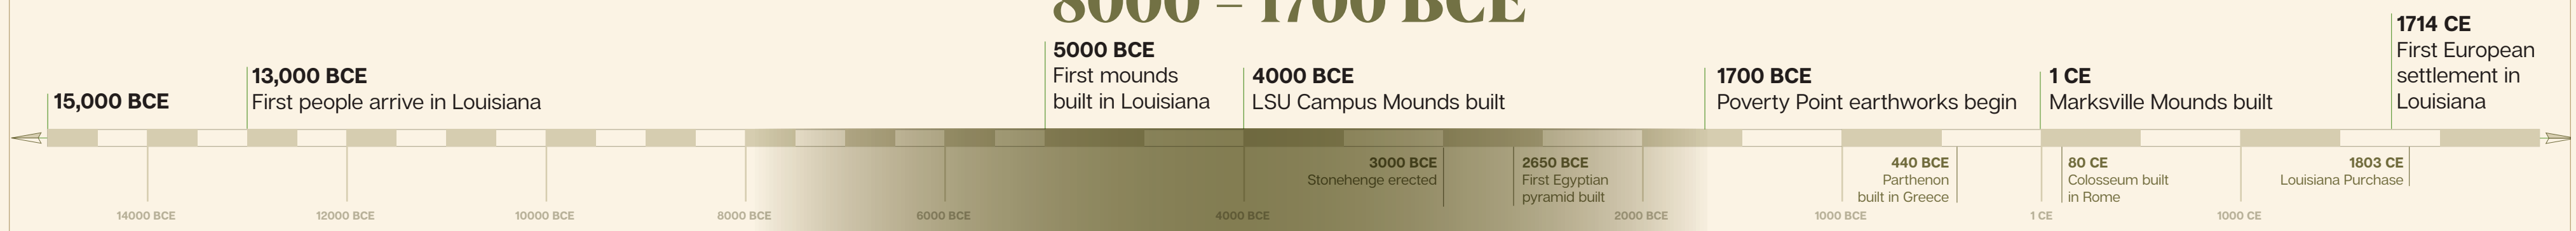 8000 – 1700 BCE
15,000 BCE
13,000 BCE
First people arrive in Louisiana
5000 BCE
First mounds
built in Louisiana
4000 BCE
LSU Campus Mounds built
1700 BCE
Poverty Point earthworks begin
1 CE
Marksville Mounds built
1714 CE
First European
settlement in
Louisiana
3000 BCE
Stonehenge erected
2650 BCE
First Egyptian
pyramid built
440 BCE
Parthenon
built in Greece
80 CE
Colosseum built
in Rome
1803 CE
Louisiana Purchase
14000 BCE
12000 BCE
10000 BCE
8000 BCE
6000 BCE
4000 BCE
2000 BCE
1000 BCE
1 CE
1000 CE